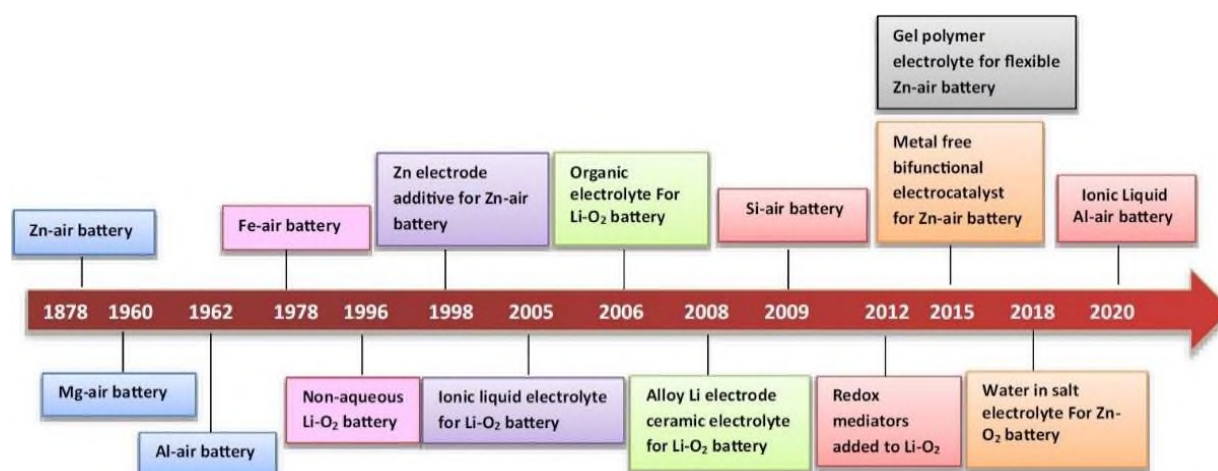 Gel polymer
electrolyte for flexible
Zn-air battery
Zn electrode
additive for Zn-air
battery
Organic
electrolyte For
Li-O₂ battery
Metal free
bifunctional
electrocatalyst
for Zn-air battery
Zn-air battery
Fe-air battery
Si-air battery
Ionic Liquid
Al-air battery
1878 1960 1962 1978 1996 1998 2005 2006 2008 2009 2012 2015 2018 2020
Mg-air battery
Al-air battery
Non-aqueous
Li-O₂ battery
Ionic liquid electrolyte
for Li-O₂ battery
Alloy Li electrode
ceramic electrolyte
for Li-O₂ battery
Redox
mediators
added to Li-O₂
Water in salt
electrolyte For Zn-
O₂ battery